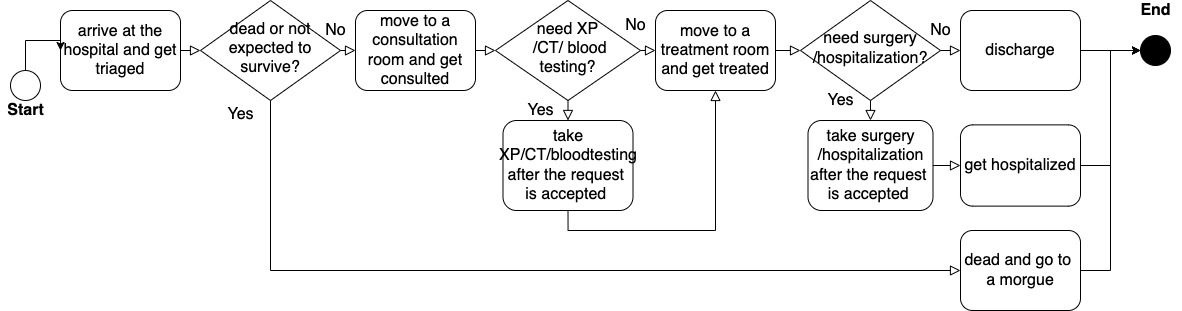 Start
arrive at the
hospital and get
triaged
dead or not
expected to
survive?
No
Yes
move to a
consultation
room and get
consulted
need XP
/CT/ blood
testing?
No
Yes
take
XP/CT/bloodtesting
after the request
is accepted
move to a
treatment room
and get treated
need surgery
/hospitalization?
No
Yes
take surgery
/hospitalization
after the request
is accepted
discharge
get hospitalized
dead and go to
a morgue
End